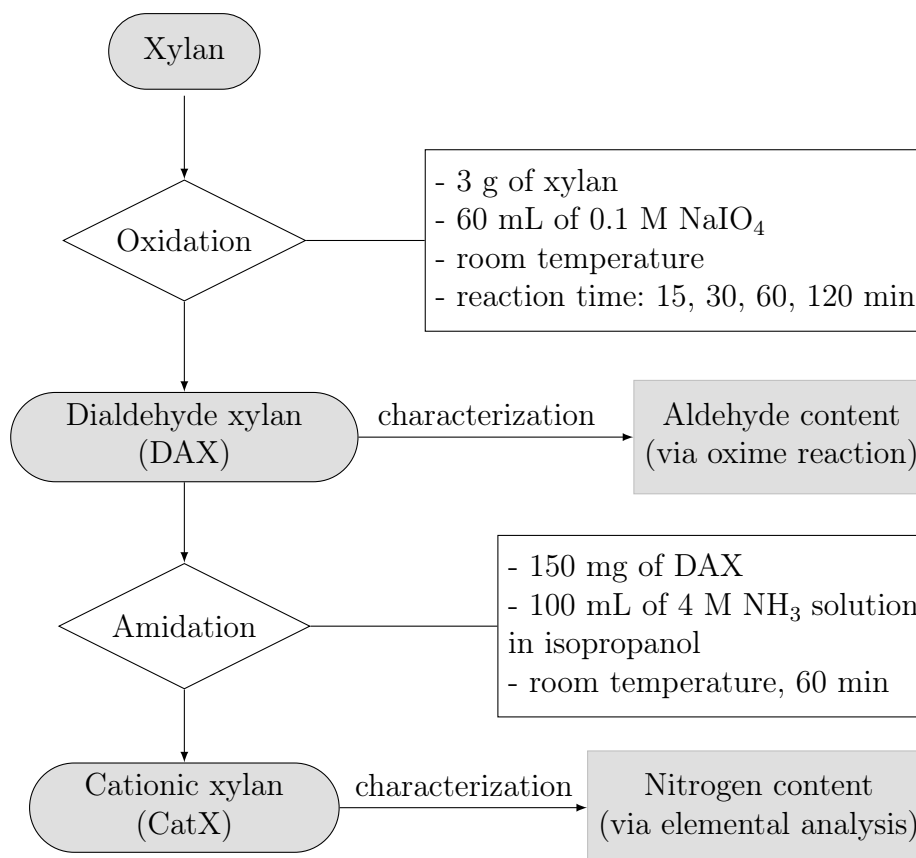 Xylan
Oxidation
- 3 g of xylan
- 60 mL of 0.1 M NaIO₄
- room temperature
- reaction time: 15, 30, 60, 120 min
Dialdehyde xylan
(DAX)
characterization
Aldehyde content
(via oxime reaction)
Amidation
- 150 mg of DAX
- 100 mL of 4 M NH₃ solution
in isopropanol
- room temperature, 60 min
Cationic xylan
(CatX)
characterization
Nitrogen content
(via elemental analysis)